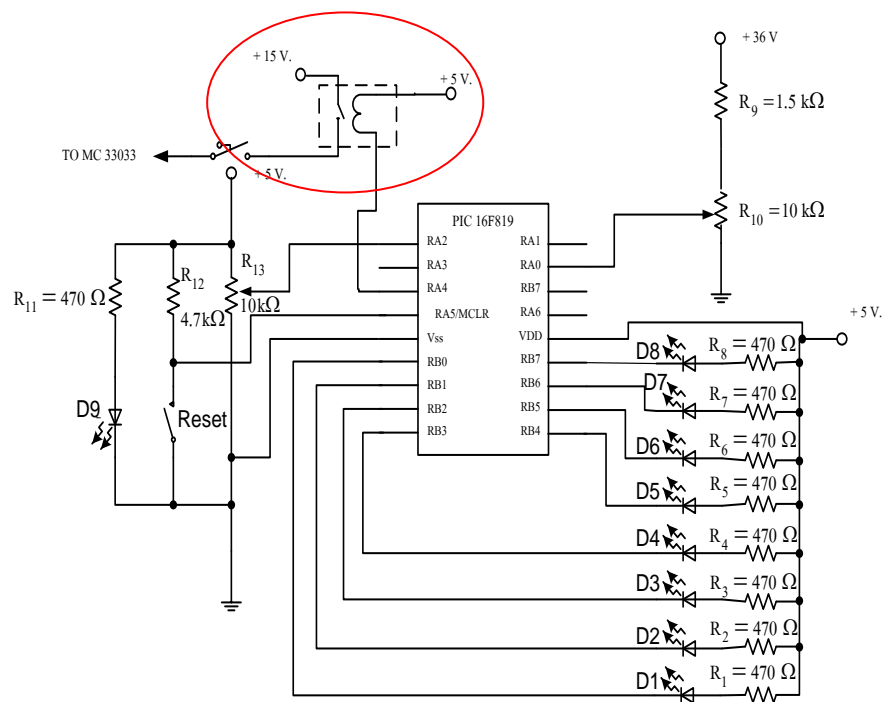 + 15 V.
+ 5 V.
TO MC 33033
+ 5 V.
+ 36 V
R9 = 1.5 kΩ
R10 = 10 kΩ
PIC 16F819
RA2
RA3
RA4
RA5/MCLR
Vss
RB0
RB1
RB2
RB3
RA1
RA0
RB7
RA6
VDD
RB7
RB6
RB5
RB4
R11 = 470 Ω
R12
4.7kΩ
R13
10kΩ
D9
Reset
+ 5 V.
D8
R8 = 470 Ω
D7
R7 = 470 Ω
D6
R6 = 470 Ω
D5
R5 = 470 Ω
D4
R4 = 470 Ω
D3
R3 = 470 Ω
D2
R2 = 470 Ω
D1
R1 = 470 Ω